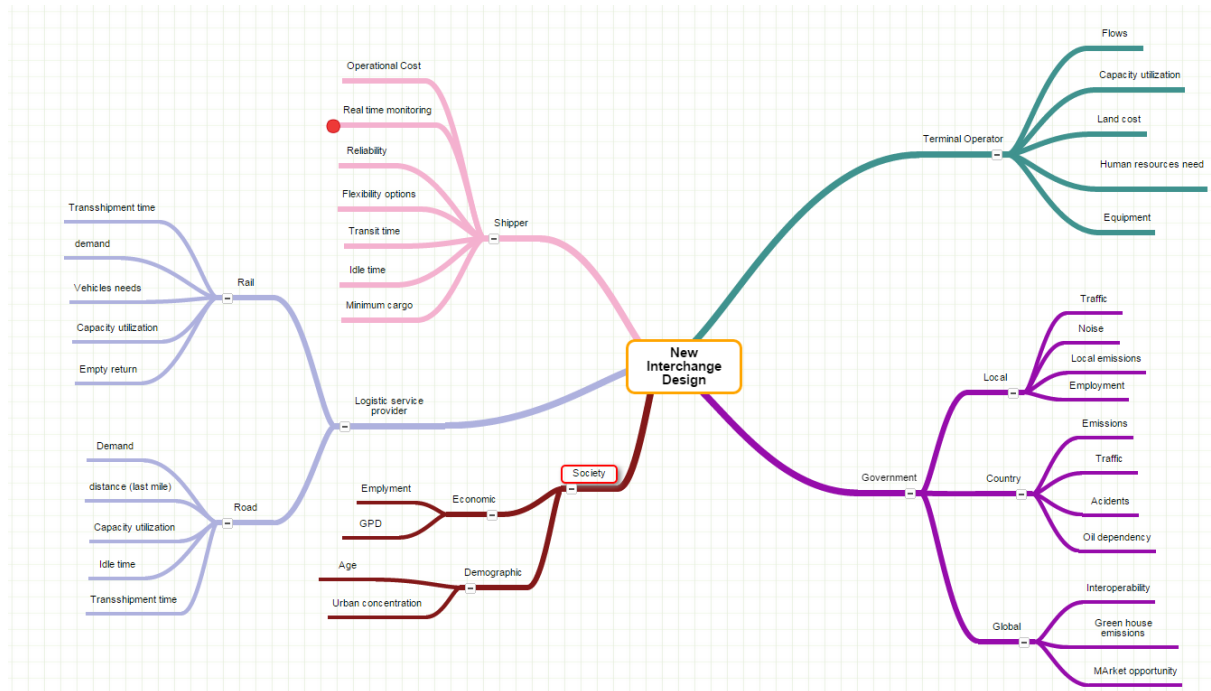 New
Interchange
Design
Shipper
Operational Cost
Real time monitoring
Reliability
Flexibility options
Transit time
Idle time
Minimum cargo
Logistic service
provider
Rail
Transshipment time
demand
Vehicles needs
Capacity utilization
Empty return
Road
Demand
distance (last mile)
Capacity utilization
Idle time
Transshipment time
Society
Economic
Emplyment
GPD
Demographic
Age
Urban concentration
Terminal Operator
Flows
Capacity utilization
Land cost
Human resources need
Equipment
Government
Local
Traffic
Noise
Local emissions
Employment
Country
Emissions
Traffic
Acidents
Oil dependency
Global
Interoperability
Green house
emissions
MArket opportunity